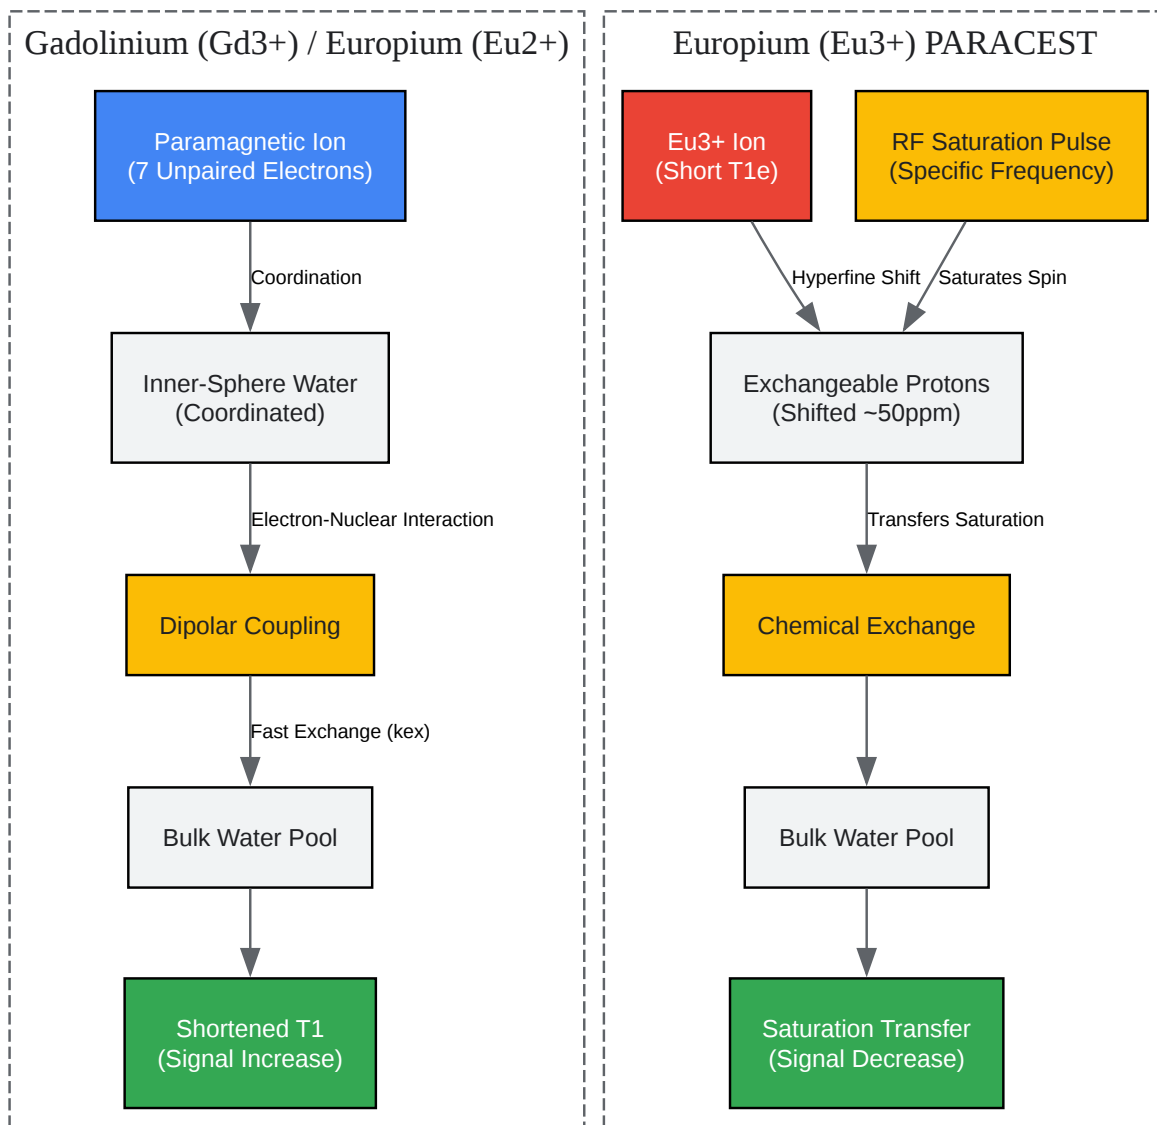 Gadolinium (Gd3+) / Europium (Eu2+)
Paramagnetic Ion
(7 Unpaired Electrons)
Coordination
Inner-Sphere Water
(Coordinated)
Electron-Nuclear Interaction
Dipolar Coupling
Fast Exchange (kex)
Bulk Water Pool
Shortened T1
(Signal Increase)
Europium (Eu3+) PARACEST
Eu3+ Ion
(Short T1e)
RF Saturation Pulse
(Specific Frequency)
Hyperfine Shift
Saturates Spin
Exchangeable Protons
(Shifted ~50ppm)
Transfers Saturation
Chemical Exchange
Bulk Water Pool
Saturation Transfer
(Signal Decrease)